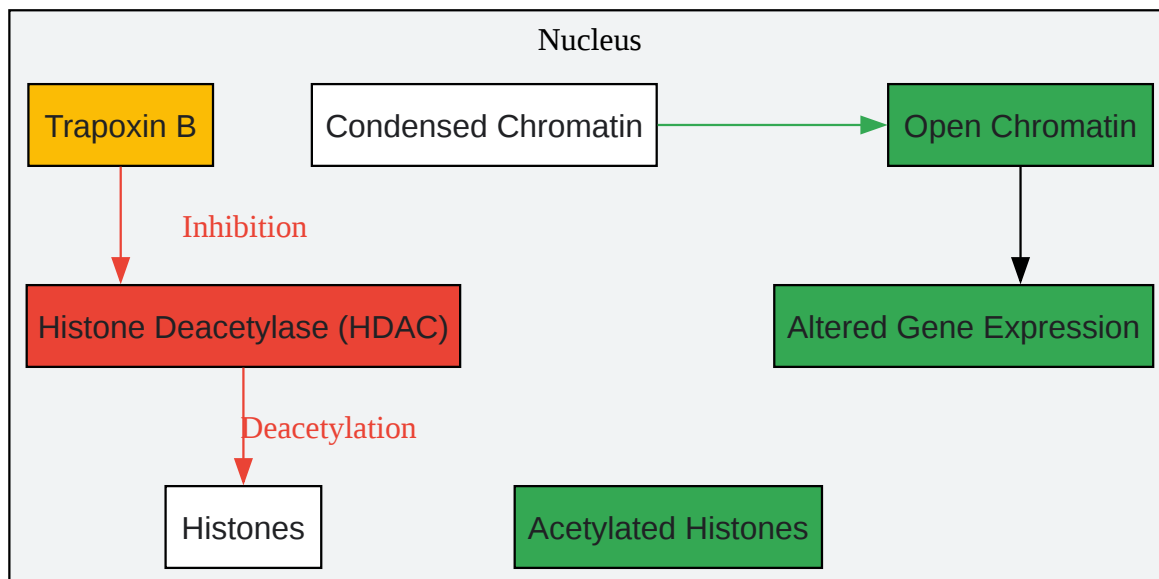 Nucleus
Trapoxin B
Condensed Chromatin
Open Chromatin
Inhibition
Histone Deacetylase (HDAC)
Altered Gene Expression
Deacetylation
Histones
Acetylated Histones